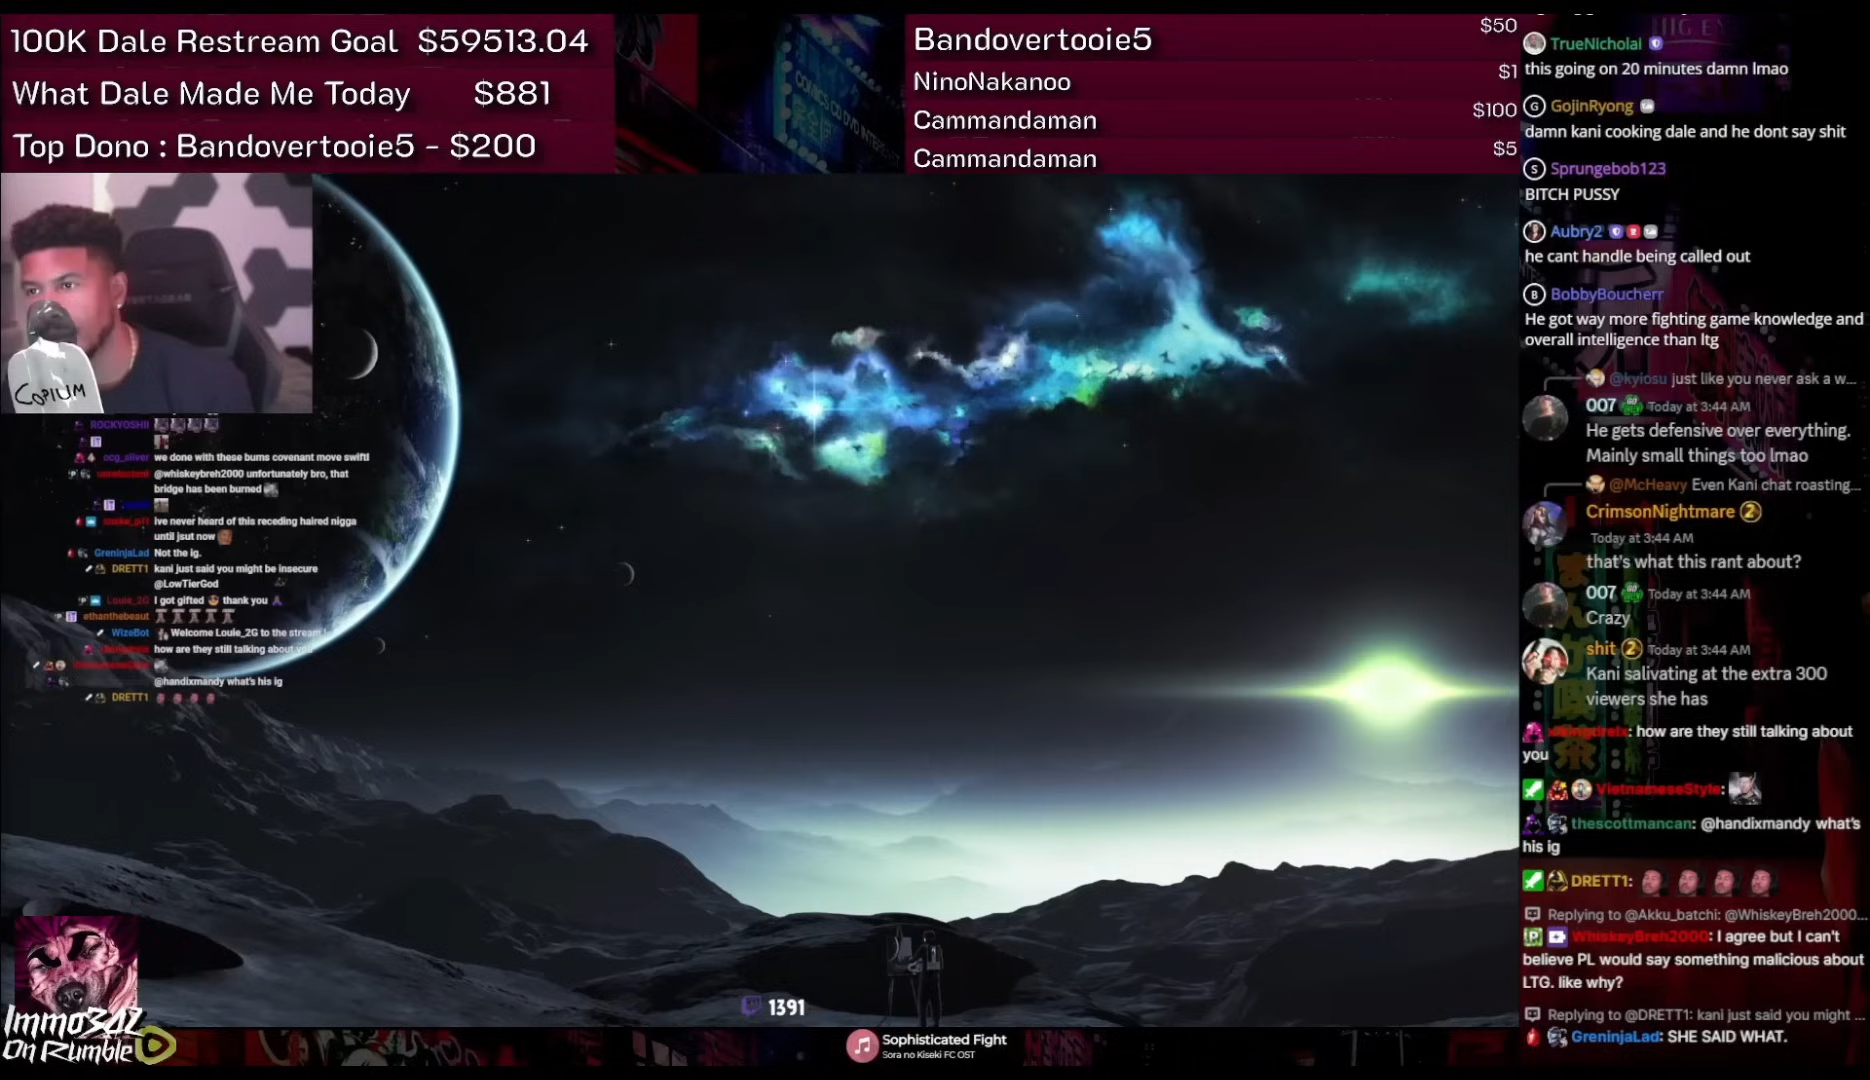 100K Dale Restream Goal $59513.04
What Dale Made Me Today $881
Top Dono : Bandovertooie5 - $200
Bandovertooie5 $50
NinoNakanoo $1
Cammandaman $100
Cammandaman $5
COPIUM
ROCKYOSHII
ocg_sliver we done with these bums covenant move swiftl
@whiskeybreh2000 unfortunately bro, that
bridge has been burned
Ive never heard of this receding haired nigga
until jsut now
GreninjaLad Not the ig.
DRETT1 kani just said you might be insecure
@LowTierGod
Louie_2G I got gifted thank you
ethanthebeaut
WizeBot Welcome Louie_2G to the stream
how are they still talking about you
@handixmandy what's his ig
DRETT1
1391
Immo342
On Rumble
Sophisticated Fight
Sora no Kiseki FC OST
TrueNicholai
this going on 20 minutes damn lmao
GojinRyong
damn kani cooking dale and he dont say shit
Sprungebob123
BITCH PUSSY
Aubry2
he cant handle being called out
BobbyBoucherr
He got way more fighting game knowledge and
overall intelligence than ltg
@kyiosu just like you never ask a w...
007 Today at 3:44 AM
He gets defensive over everything.
Mainly small things too lmao
@McHeavy Even Kani chat roasting...
CrimsonNightmare
Today at 3:44 AM
that's what this rant about?
007 Today at 3:44 AM
Crazy
shit Today at 3:44 AM
Kani salivating at the extra 300
viewers she has
: how are they still talking about
you
VietnameseStyle:
thescottmancan: @handixmandy what's
his ig
DRETT1:
Replying to @Akku_batchi: @WhiskeyBreh2000...
WhiskeyBreh2000: I agree but I can't
believe PL would say something malicious about
LTG. like why?
Replying to @DRETT1: kani just said you might ...
GreninjaLad: SHE SAID WHAT.